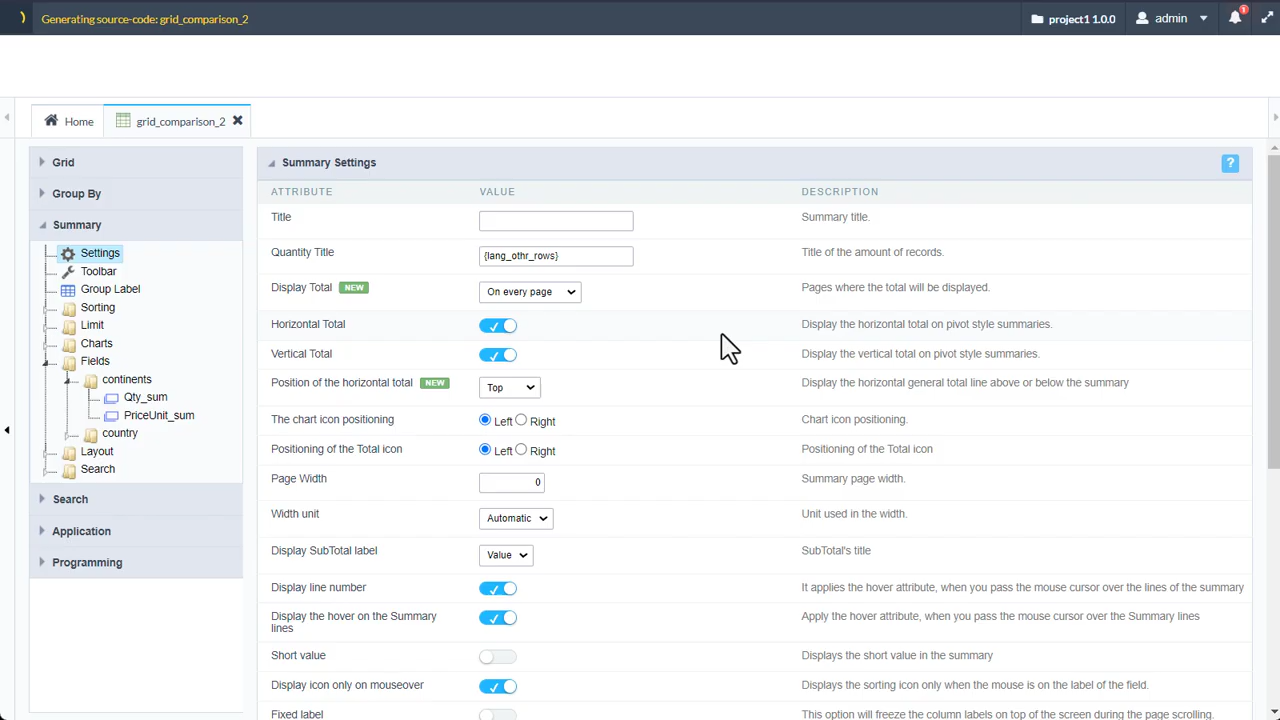 Generating source-code: grid_comparison_2
project1 1.0.0
admin
1
Home
grid_comparison_2
Grid
Group By
Summary
Settings
Toolbar
Group Label
Sorting
Limit
Charts
Fields
continents
Qty_sum
PriceUnit_sum
country
Layout
Search
Search
Application
Programming
Summary Settings
?
ATTRIBUTE VALUE DESCRIPTION
Title Summary title.
Quantity Title {lang_othr_rows} Title of the amount of records.
Display Total NEW On every page Pages where the total will be displayed.
Horizontal Total Display the horizontal total on pivot style summaries.
Vertical Total Display the vertical total on pivot style summaries.
Position of the horizontal total NEW Top Display the horizontal general total line above or below the summary
The chart icon positioning Left Right Chart icon positioning.
Positioning of the Total icon Left Right Positioning of the Total icon
Page Width 0 Summary page width.
Width unit Automatic Unit used in the width.
Display SubTotal label Value SubTotal's title
Display line number It applies the hover attribute, when you pass the mouse cursor over the lines of the summary
Display the hover on the Summary Apply the hover attribute, when you pass the mouse cursor over the Summary lines
lines
Short value Displays the short value in the summary
Display icon only on mouseover Displays the sorting icon only when the mouse is on the label of the field.
Fixed label This option will freeze the column labels on top of the screen during the page scrolling.